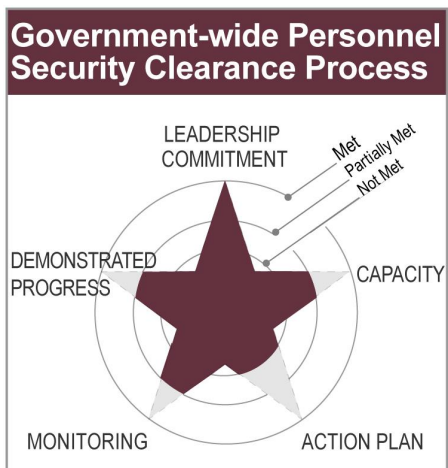 Government-wide Personnel
Security Clearance Process
LEADERSHIP
COMMITMENT
Met
Partially Met
Not Met
DEMONSTRATED
PROGRESS
CAPACITY
MONITORING
ACTION PLAN